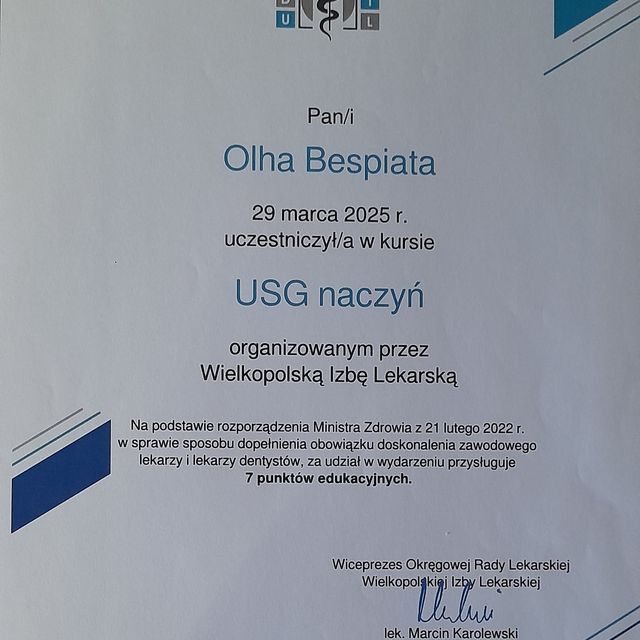 U I
L
Pan/i
Olha Bespiata
29 marca 2025 r.
uczestniczył/a w kursie
USG naczyń
organizowanym przez
Wielkopolską Izbę Lekarską
Na podstawie rozporządzenia Ministra Zdrowia z 21 lutego 2022 r.
w sprawie sposobu dopełnienia obowiązku doskonalenia zawodowego
lekarzy i lekarzy dentystów, za udział w wydarzeniu przysługuje
7 punktów edukacyjnych.
Wiceprezes Okręgowej Rady Lekarskiej
Wielkopolskiej Izby Lekarskiej
lek. Marcin Karolewski